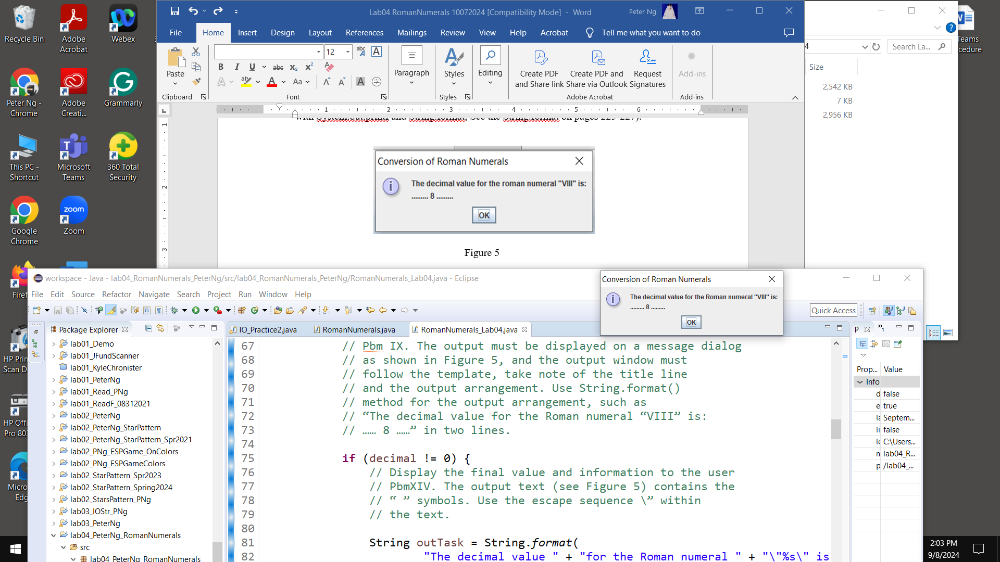 Recycle Bin
Adobe Acrobat
Webex
Peter Ng - Chrome
Adobe Creati...
Grammarly
This PC - Shortcut
Microsoft Teams
360 Total Security
Google Chrome
zoom
Zoom
Lab04 RomanNumerals 10072024 [Compatibility Mode] - Word
Peter Ng
File Home Insert Design Layout References Mailings Review View Help Acrobat Tell me what you want to do
Paste
Clipboard
12
Font
Paragraph
Styles
Styles
Editing
Create PDF and Share link
Create PDF and Share via Outlook
Request Signatures
Adobe Acrobat
Add-ins
Add-ins
4
Search La...
Size
2,542 KB
7 KB
2,956 KB
Teams
cedure
1 2 3 4 5 6
with System.out.printf and String.format, See the String.format on pages 225-227).
Conversion of Roman Numerals
The decimal value for the roman numeral "VIII" is:
......... 8 .........
OK
Figure 5
workspace - Java - lab04_RomanNumerals_PeterNg/src/lab04_RomanNumerals_PeterNg/RomanNumerals_Lab04.java - Eclipse
File Edit Source Refactor Navigate Search Project Run Window Help
Quick Access
Conversion of Roman Numerals
The decimal value for the Roman numeral "VIII" is:
......... 8 .........
OK
Package Explorer
lab01_Demo
lab01_JFundScanner
lab01_KyleChronister
lab01_PeterNg
lab01_Read_PNg
lab01_ReadF_08312021
lab02_PeterNg
lab02_PeterNg_StarPattern
lab02_PeterNg_StarPattern_Spr2021
lab02_PNg_ESPGame_OnColors
lab02_PNg_ESPGameColors
lab02_StarPattern_Spr2023
lab02_StarPattern_Spring2024
lab02_StarsPattern_PNg
lab03_IOStr_PNg
lab03_PeterNg
lab04_PeterNg_RomanNumerals
src
lab04_PeterNg_RomanNumerals
IO_Practice2.java RomanNumerals.java RomanNumerals_Lab04.java
67 // Pbm IX. The output must be displayed on a message dialog
68 // as shown in Figure 5, and the output window must
69 // follow the template, take note of the title line
70 // and the output arrangement. Use String.format()
71 // method for the output arrangement, such as
72 // “The decimal value for the Roman numeral “VIII” is:
73 // …… 8 ……” in two lines.
74
75 if (decimal != 0) {
76 // Display the final value and information to the user
77 // PbmXIV. The output text (see Figure 5) contains the
78 // “ ” symbols. Use the escape sequence \” within
79 // the text.
80
81 String outTask = String.format(
82 "The decimal value " + "for the Roman numeral " + "\"%s\" is
P
Prop... Value
Info
d false
e true
la Septem...
li false
lo C:\Users...
n lab04_R...
p /lab04_...
Firef
HP Prin
Scan D
HP Offi
Pro 803
Micro
Edg
2:03 PM
9/8/2024